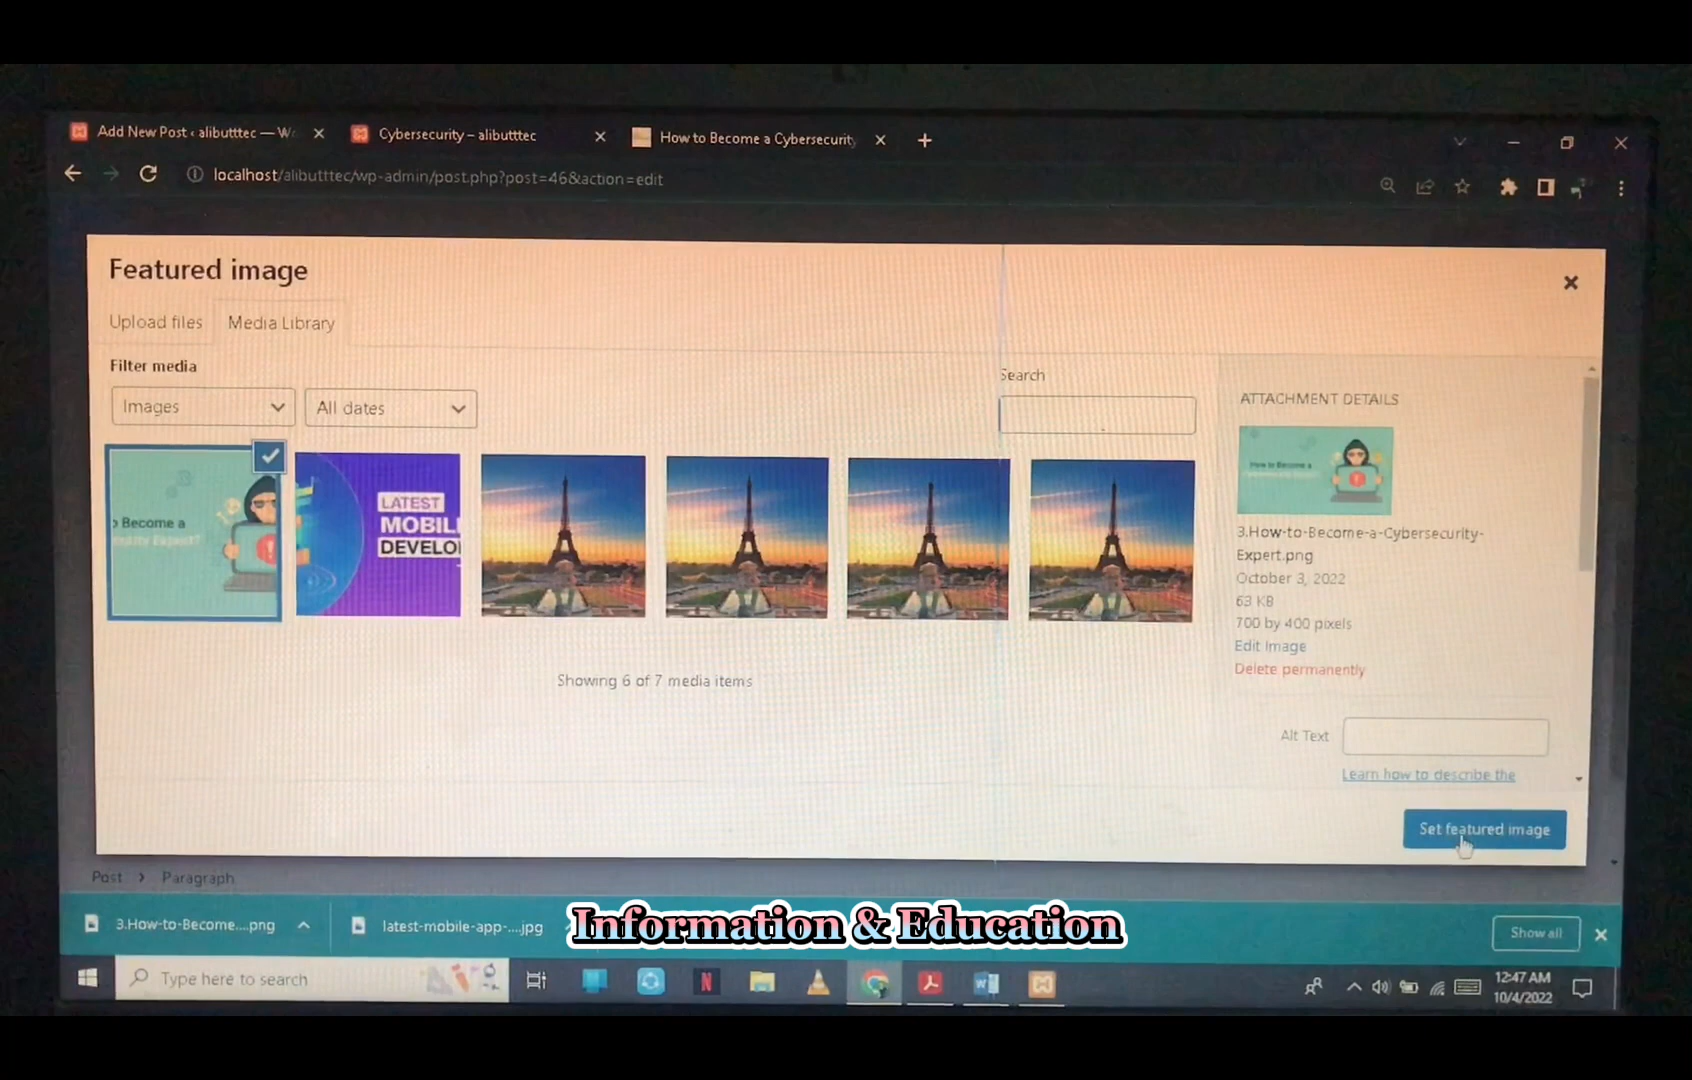 Add New Post ‹ alibutttec — W
Cybersecurity – alibutttec
How to Become a Cybersecurity
localhost/alibutttec/wp-admin/post.php?post=46&action=edit
Featured image
Upload files
Media Library
Filter media
Images
All dates
Search
Become a
LATEST
MOBIL
DEVELO
ATTACHMENT DETAILS
How to Become a
3.How-to-Become-a-Cybersecurity-
Expert.png
October 3, 2022
63 KB
700 by 400 pixels
Edit Image
Delete permanently
Showing 6 of 7 media items
Alt Text
Learn how to describe the
Set featured image
Post > Paragraph
3.How-to-Become....png
latest-mobile-app-....jpg
Information & Education
Show all
Type here to search
12:47 AM
10/4/2022